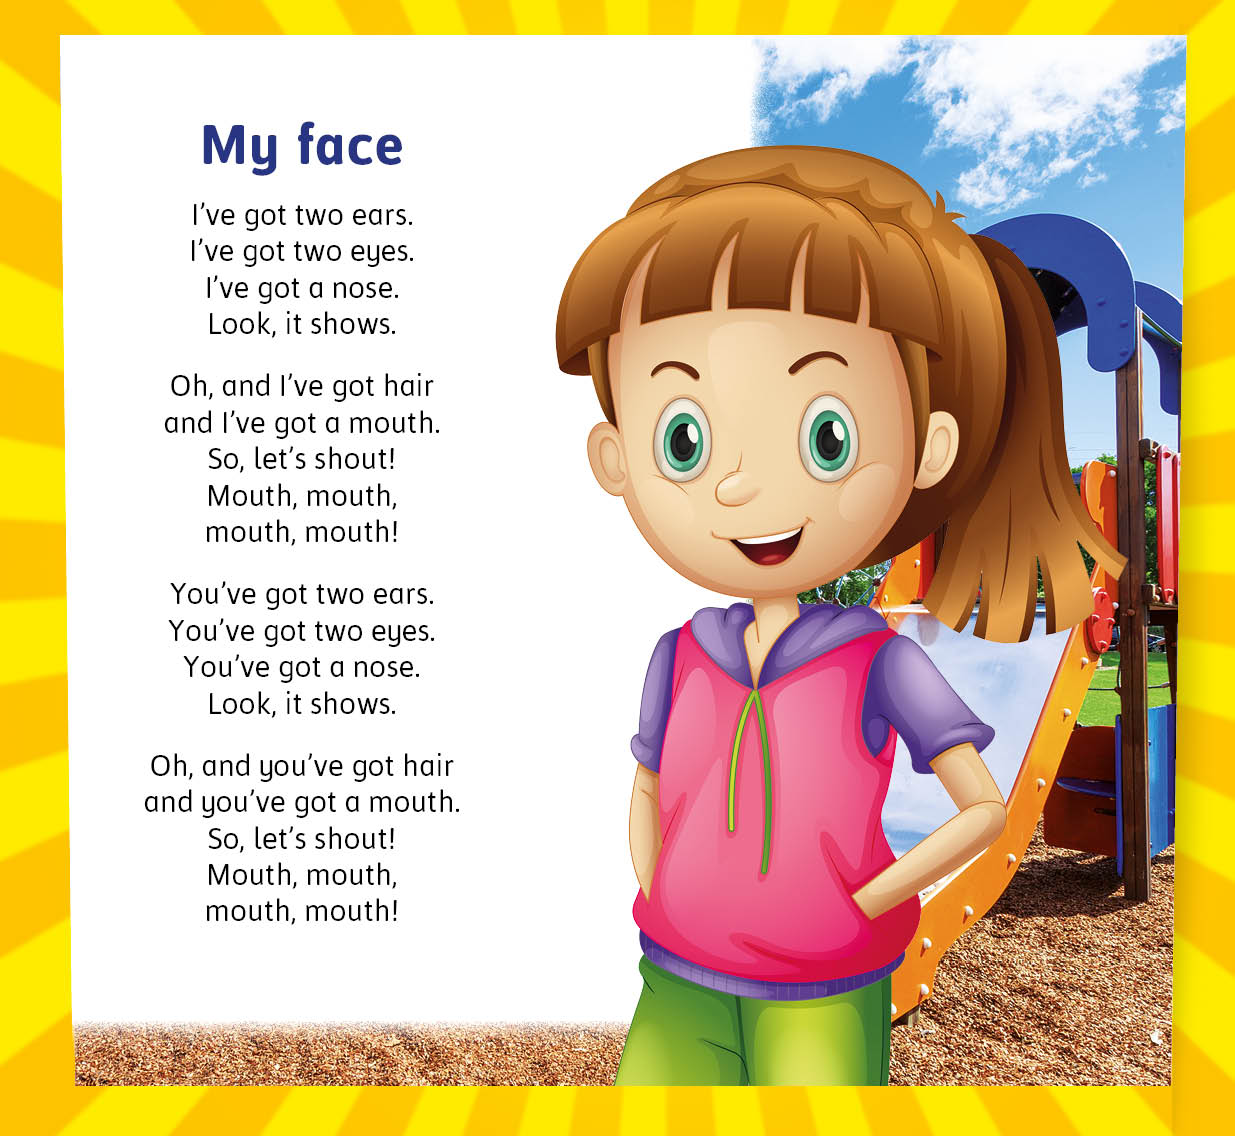 My face
I’ve got two ears.
I’ve got two eyes.
I’ve got a nose.
Look, it shows.
Oh, and I’ve got hair
and I’ve got a mouth.
So, let’s shout!
Mouth, mouth,
mouth, mouth!
You’ve got two ears.
You’ve got two eyes.
You’ve got a nose.
Look, it shows.
Oh, and you’ve got hair
and you’ve got a mouth.
So, let’s shout!
Mouth, mouth,
mouth, mouth!